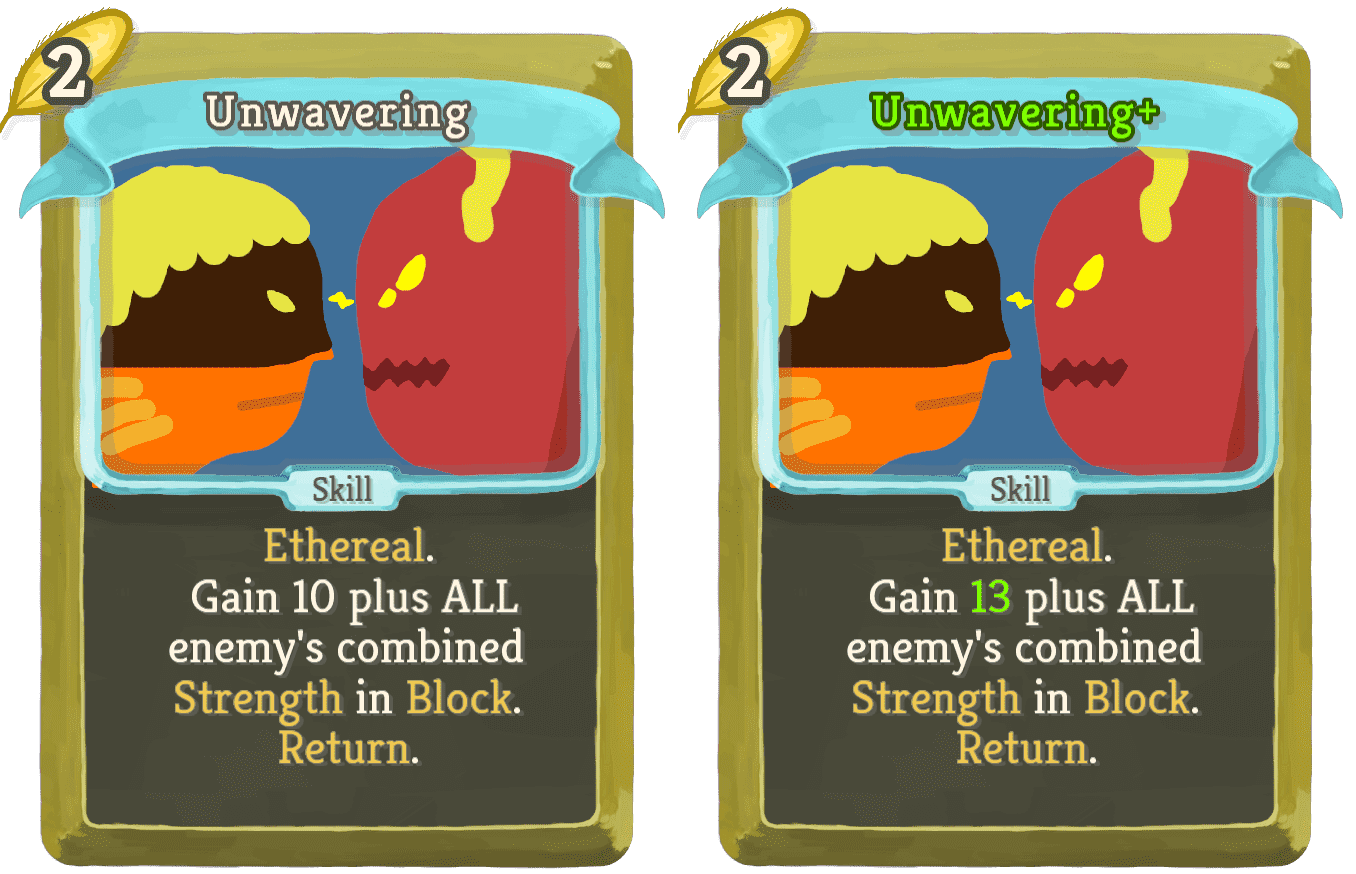 2
Unwavering
Skill
Ethereal.
Gain 10 plus ALL
enemy's combined
Strength in Block.
Return.
2
Unwavering+
Skill
Ethereal.
Gain 13 plus ALL
enemy's combined
Strength in Block.
Return.